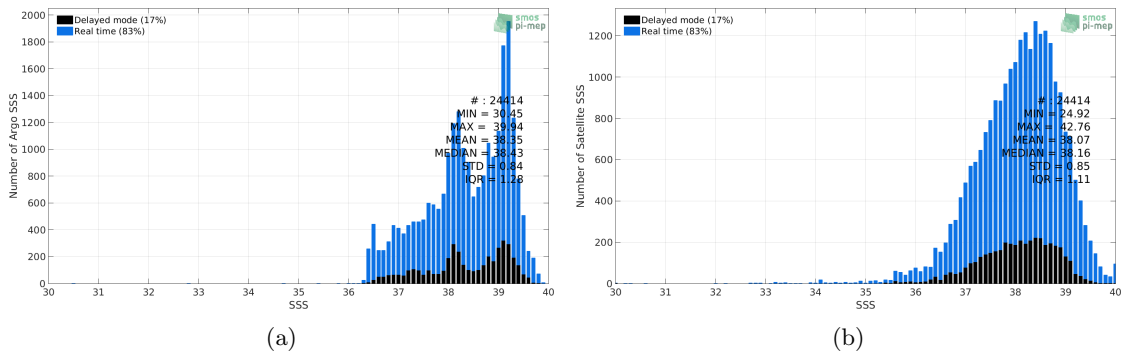 Delayed mode (17%)
Real time (83%)
smos
pi-mep
# : 24414
MIN = 30.45
MAX = 39.94
MEAN = 38.35
MEDIAN = 38.43
STD = 0.84
IQR = 1.28
Number of Argo SSS
0
200
400
600
800
1000
1200
1400
1600
1800
2000
30 31 32 33 34 35 36 37 38 39 40
SSS
(a)
Delayed mode (17%)
Real time (83%)
smos
pi-mep
# : 24414
MIN = 24.92
MAX = 42.76
MEAN = 38.07
MEDIAN = 38.16
STD = 0.85
IQR = 1.11
Number of Satellite SSS
0
200
400
600
800
1000
1200
30 31 32 33 34 35 36 37 38 39 40
SSS
(b)